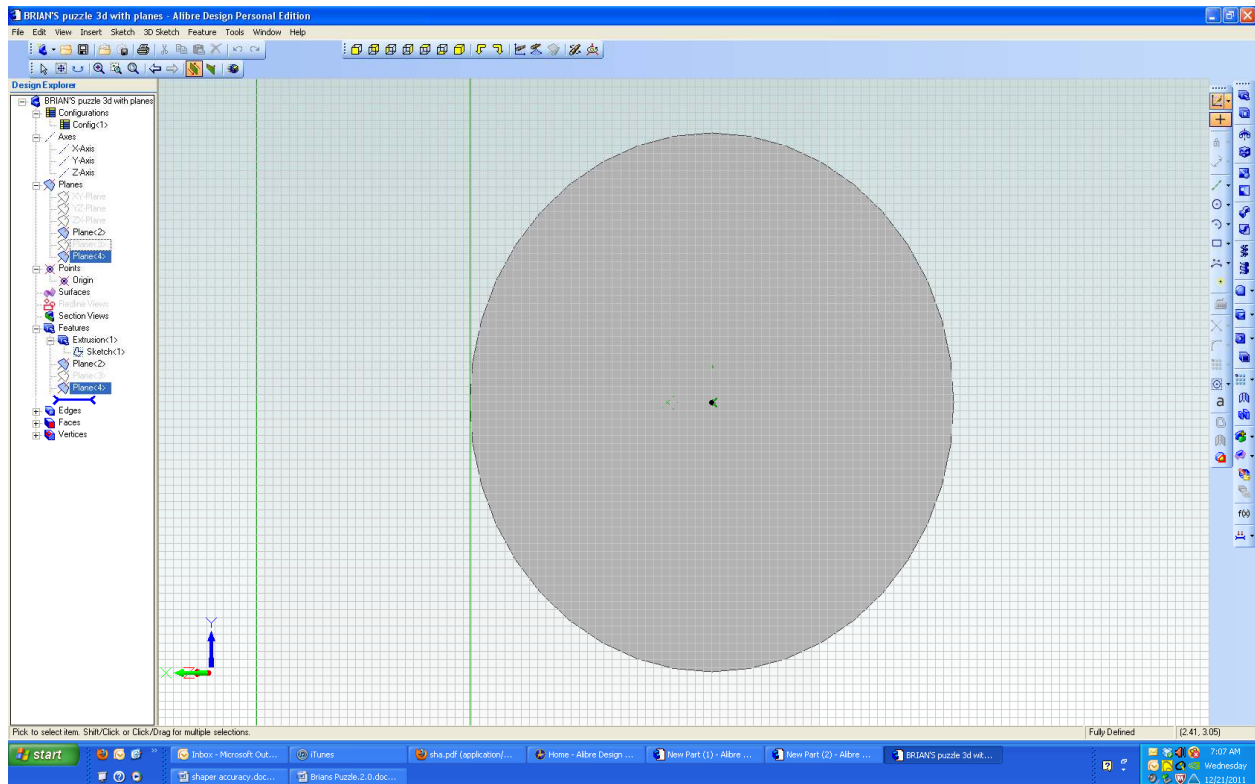 BRIAN'S puzzle 3d with planes - Alibre Design Personal Edition
File Edit View Insert Sketch 3D Sketch Feature Tools Window Help
Design Explorer
BRIAN'S puzzle 3d with planes
Configurations
Config<1>
Axes
X-Axis
Y-Axis
Z-Axis
Planes
XY-Plane
YZ-Plane
ZX-Plane
Plane<2>
Plane<3>
Plane<4>
Points
Origin
Surfaces
Redline Views
Section Views
Features
Extrusion<1>
Sketch<1>
Plane<2>
Plane<3>
Plane<4>
Edges
Faces
Vertices
a
f(x)
Y
X
Z
Pick to select item. Shift/Click or Click/Drag for multiple selections.
Fully Defined
(2.41, 3.05)
start
Inbox - Microsoft Out...
iTunes
sha.pdf (application/...
Home - Alibre Design ...
New Part (1) - Alibre ...
New Part (2) - Alibre ...
BRIAN'S puzzle 3d wit...
7:07 AM
Wednesday
shaper accuracy.doc...
Brians Puzzle.2.0.doc...
12/21/2011